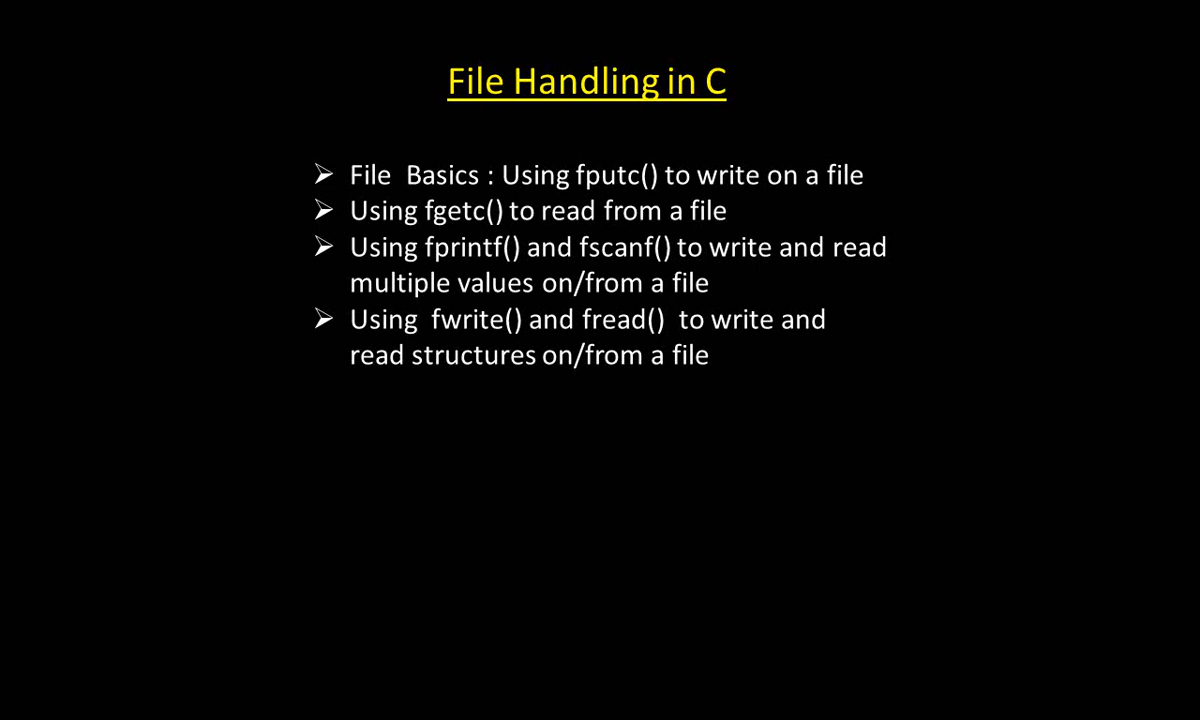 File Handling in C
➢ File Basics : Using fputc() to write on a file
➢ Using fgetc() to read from a file
➢ Using fprintf() and fscanf() to write and read
multiple values on/from a file
➢ Using fwrite() and fread() to write and
read structures on/from a file